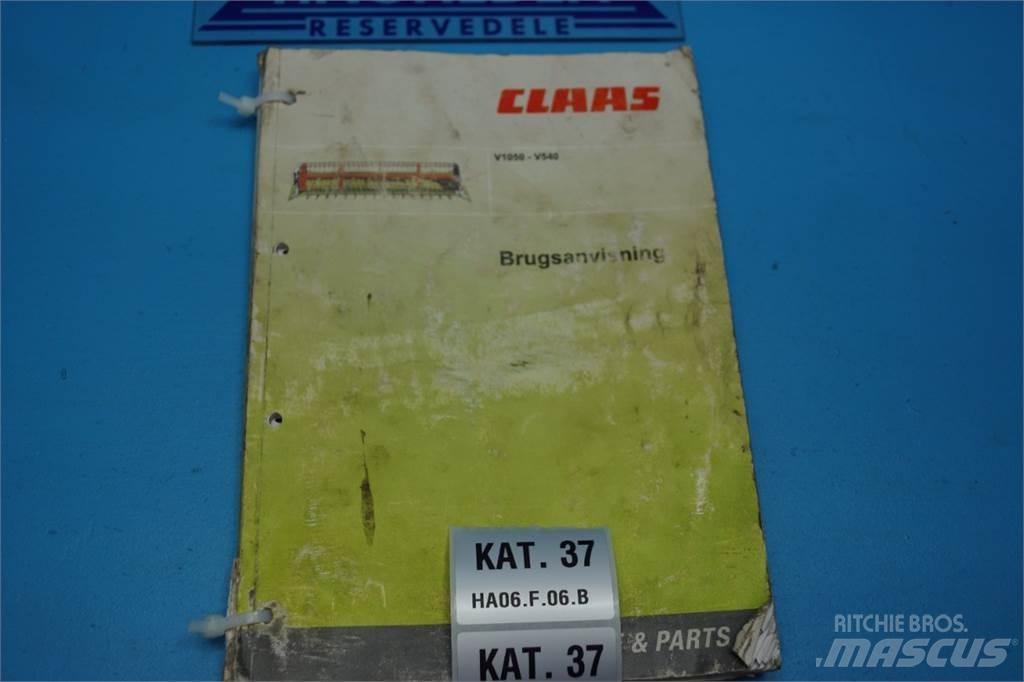 RESERVEDELE
CLAAS
V1050 - V540
Brugsanvisning
KAT. 37
HA06.F.06.B
& PARTS
KAT. 37
RITCHIE BROS.
MASCUS